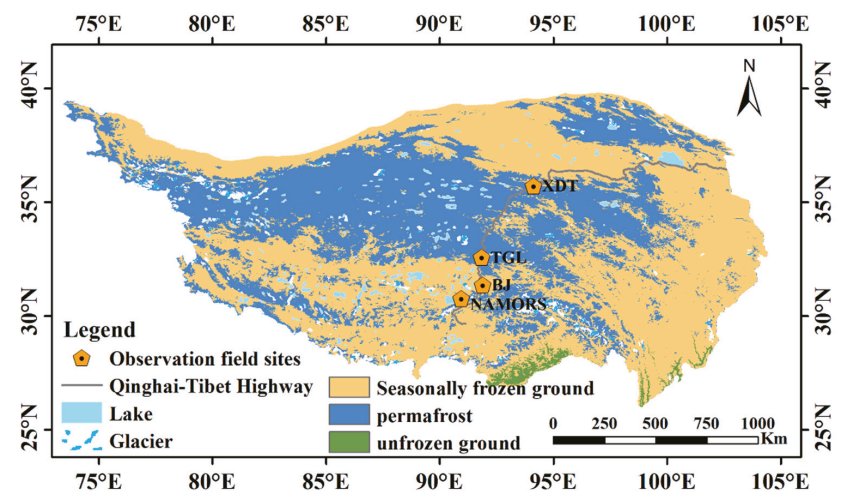 75°E 80°E 85°E 90°E 95°E 100°E 105°E
N
40°N 40°N
XDT
35°N 35°N
TGL
BJ
NAMORS
30°N 30°N
Legend
Observation field sites
Qinghai-Tibet Highway
Lake
Glacier
Seasonally frozen ground
permafrost
unfrozen ground
0 250 500 750 1000
Km
25°N 25°N
75°E 80°E 85°E 90°E 95°E 100°E 105°E